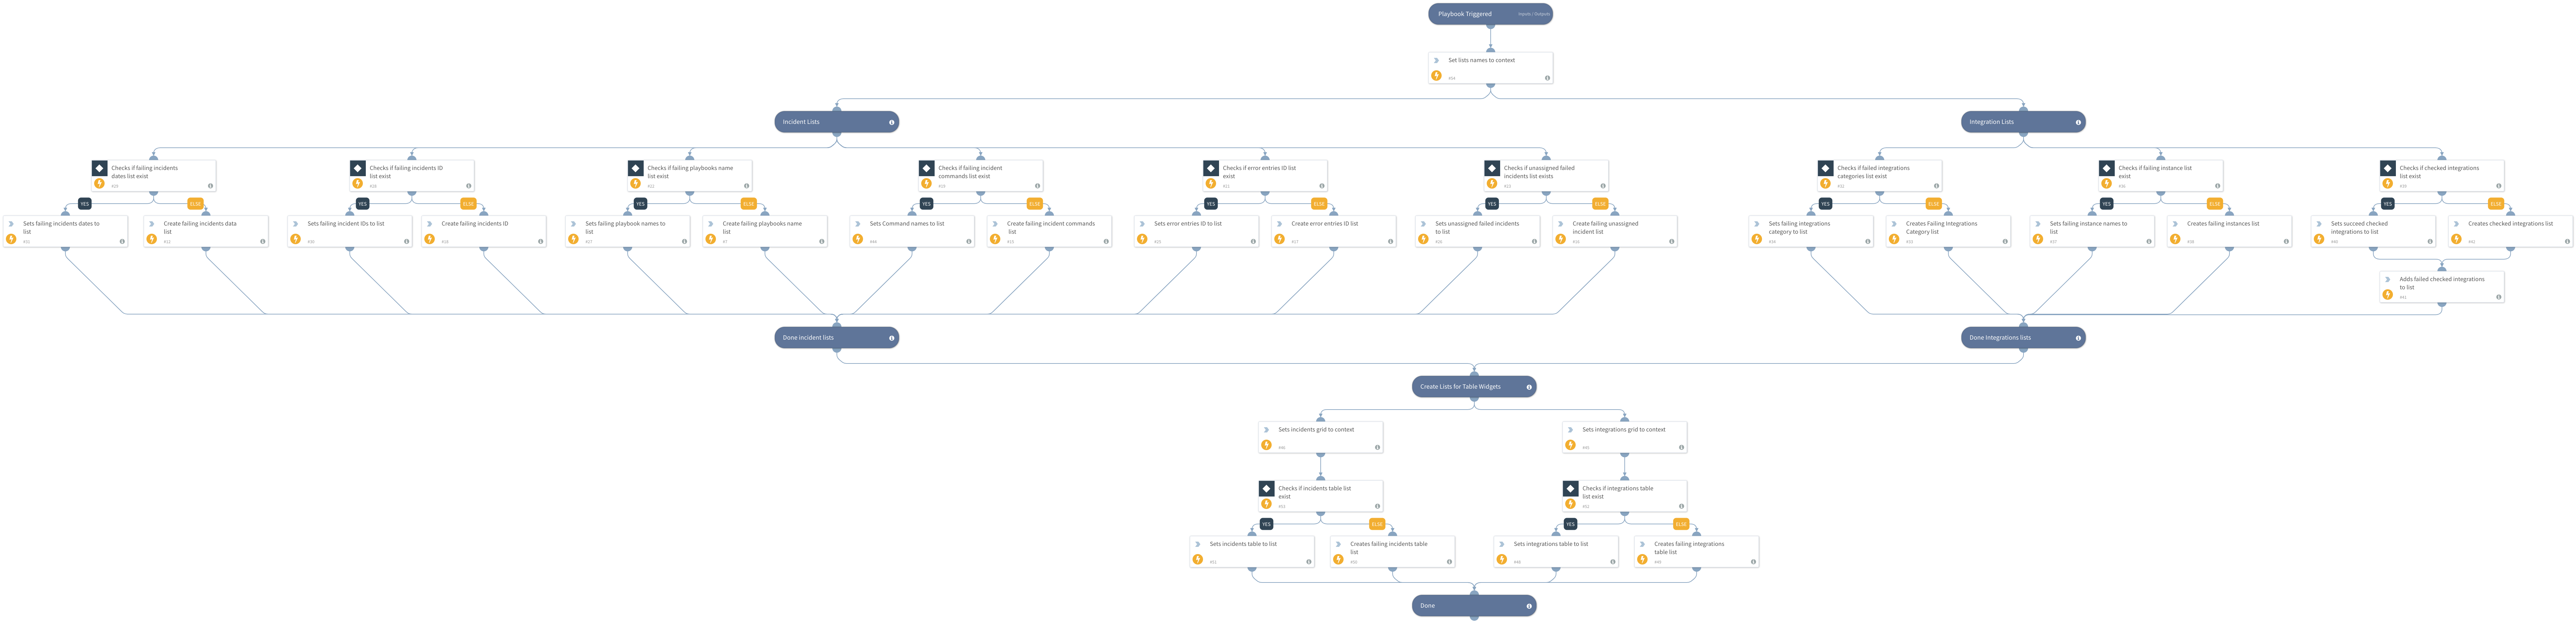 Playbook Triggered
Inputs / Outputs
Set lists names to context
Incident Lists
Integration Lists
Checks if failing incidents
dates list exist
Checks if failing incidents ID
list exist
Checks if failing playbooks name
list exist
Checks if failing incident
commands list exist
Checks if error entries ID list
exist
Checks if unassigned failed
incidents list exists
Checks if failed integrations
categories list exist
Checks if failing instance list
exist
Checks if checked integrations
list exist
YES
ELSE
YES
ELSE
YES
ELSE
YES
ELSE
YES
ELSE
YES
ELSE
YES
ELSE
YES
ELSE
YES
ELSE
Sets failing incidents dates to
list
Create failing incidents data
list
Sets failing incident IDs to list
Create failing incidents ID
Sets failing playbook names to
list
Create failing playbooks name
list
Sets Command names to list
Create failing incident commands
list
Sets error entries ID to list
Create error entries ID list
Sets unassigned failed incidents
to list
Create failing unassigned
incident list
Sets failing integrations
category to list
Creates Failing Integrations
Category list
Sets failing instance names to
list
Creates failing instances list
Sets succeed checked
integrations to list
Creates checked integrations list
Adds failed checked integrations
to list
Done incident lists
Done Integrations lists
Create Lists for Table Widgets
Sets incidents grid to context
Sets integrations grid to context
Checks if incidents table list
exist
Checks if integrations table
list exist
YES
ELSE
YES
ELSE
Sets incidents table to list
Creates failing incidents table
list
Sets integrations table to list
Creates failing integrations
table list
Done